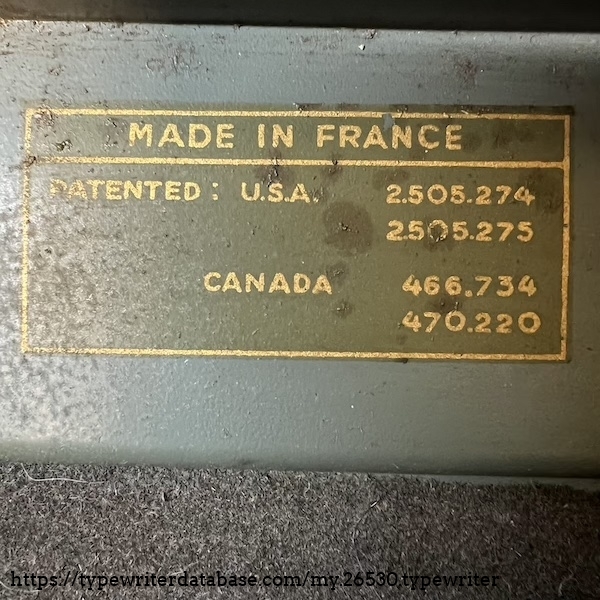 MADE IN FRANCE
PATENTED : U.S.A. 2.505.274
2.505.275
CANADA 466.734
470.220
https://typewriterdatabase.com/my.26530.typewriter